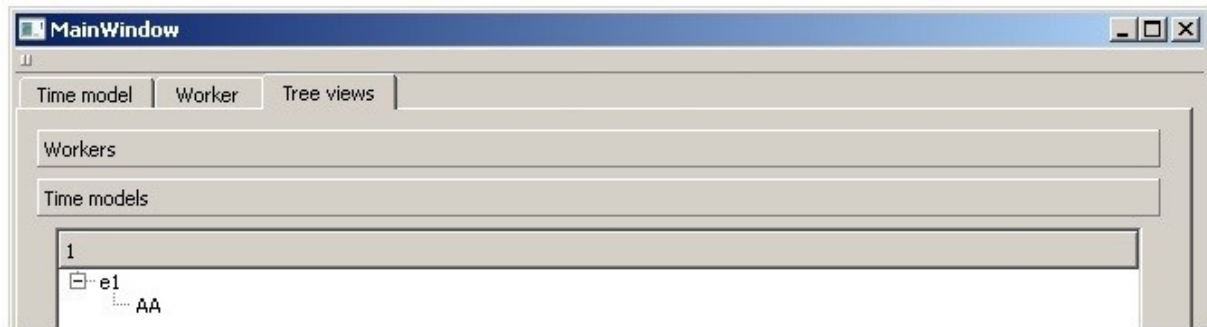 MainWindow
Time model Worker Tree views
Workers
Time models
1
e1
AA